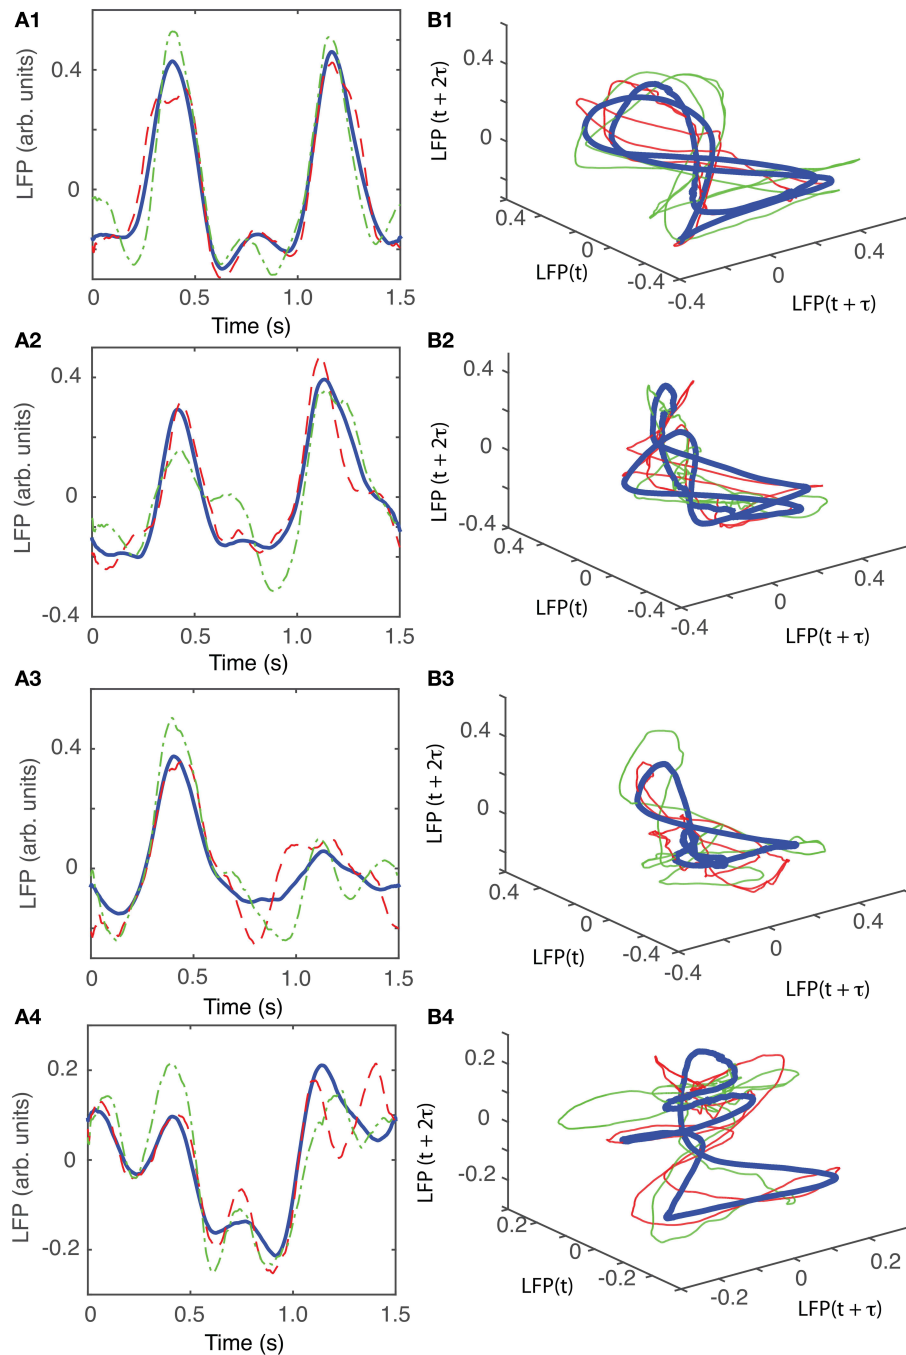 A1
LFP (arb. units)
0.4
0
0
0.5
1.0
1.5
Time (s)
B1
LFP (t + 2τ)
0.4
0
0.4
0
-0.4
LFP(t)
-0.4
0
0.4
LFP(t + τ)
A2
LFP (arb. units)
0.4
0
-0.4
0
0.5
1.0
1.5
Time (s)
B2
LFP (t + 2τ)
0.4
0
-0.4
0.4
0
-0.4
LFP(t)
-0.4
0
0.4
LFP(t + τ)
A3
LFP (arb. units)
0.4
0
0
0.5
1.0
1.5
Time (s)
B3
LFP (t + 2τ)
0.4
0
0.4
0
-0.4
LFP(t)
-0.4
0
0.4
LFP(t + τ)
A4
LFP (arb. units)
0.2
0
-0.2
0
0.5
1.0
1.5
Time (s)
B4
LFP (t + 2τ)
0.2
0
-0.2
0.2
0
-0.2
LFP(t)
-0.2
0
0.2
LFP(t + τ)